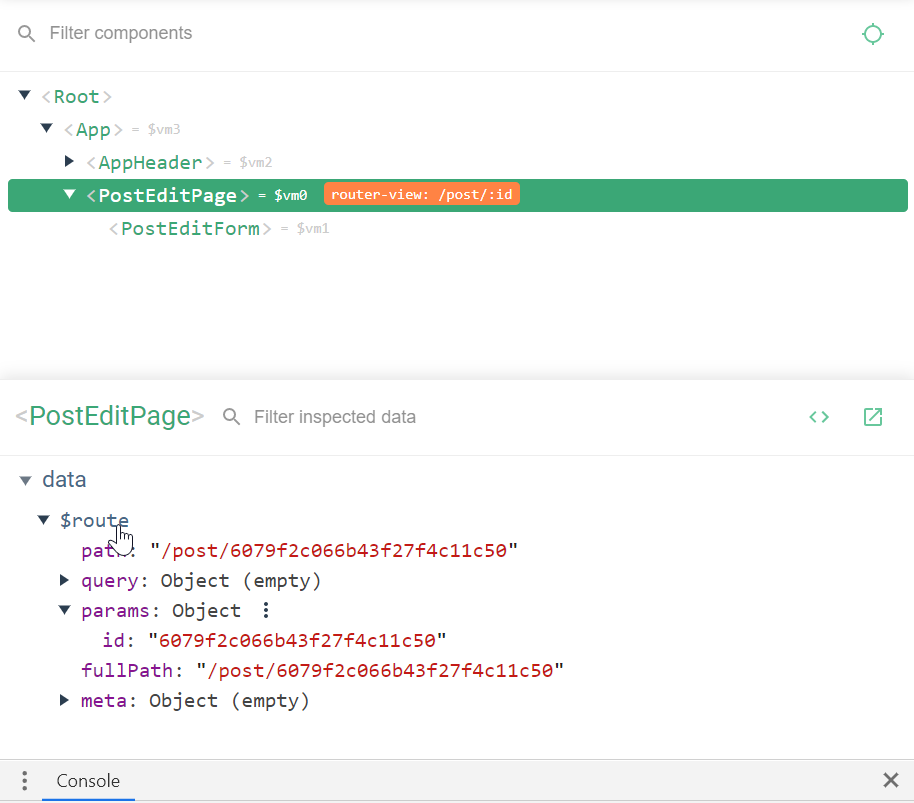 Filter components
<Root>
<App> = $vm3
<AppHeader> = $vm2
<PostEditPage> = $vm0 router-view: /post/:id
<PostEditForm> = $vm1
<PostEditPage> Filter inspected data < >
data
$route
path: "/post/6079f2c066b43f27f4c11c50"
query: Object (empty)
params: Object
id: "6079f2c066b43f27f4c11c50"
fullPath: "/post/6079f2c066b43f27f4c11c50"
meta: Object (empty)
Console